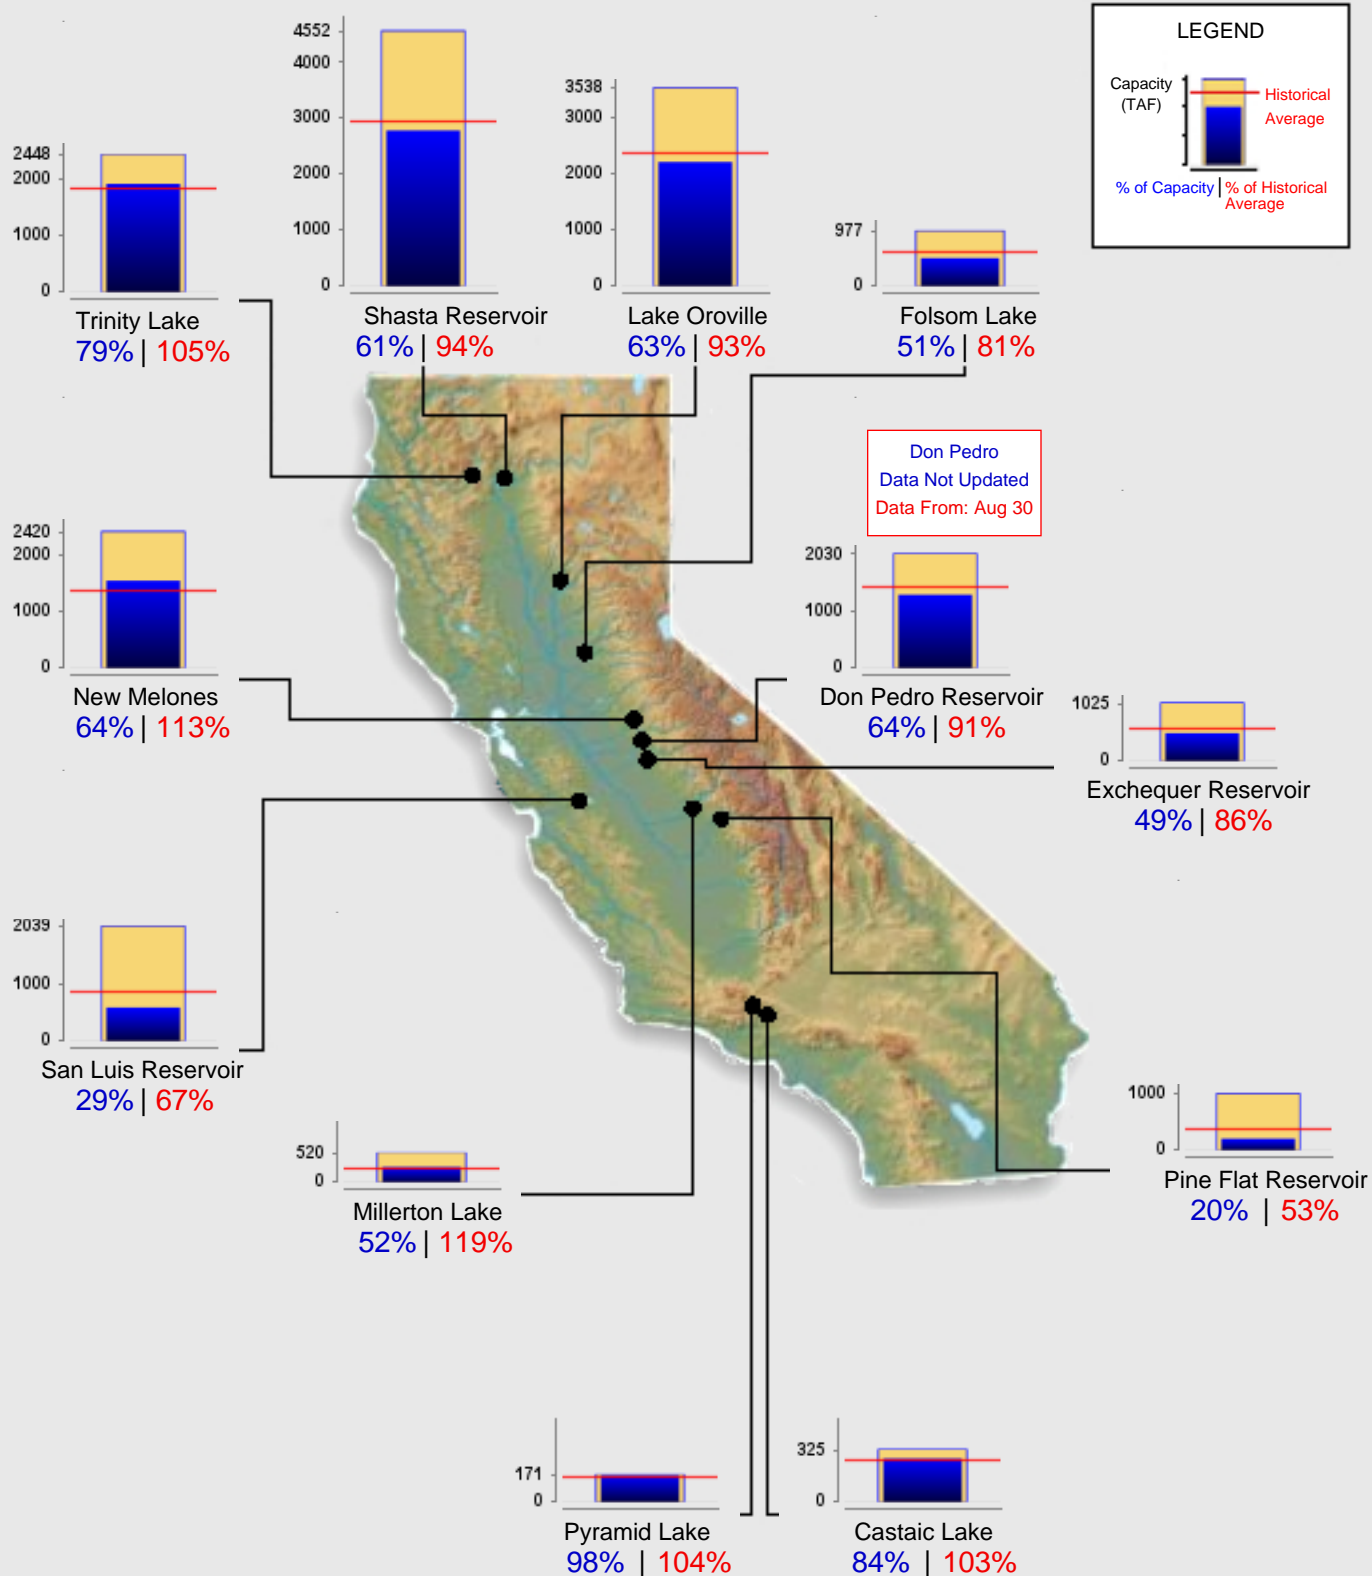 LEGEND
Capacity
(TAF)
Historical
Average
% of Capacity | % of Historical
Average
4552
4000
3000
2000
1000
0
Shasta Reservoir
61% | 94%
3538
3000
2000
1000
0
Lake Oroville
63% | 93%
2448
2000
1000
0
Trinity Lake
79% | 105%
977
0
Folsom Lake
51% | 81%
Don Pedro
Data Not Updated
Data From: Aug 30
2420
2000
1000
0
New Melones
64% | 113%
2030
1000
0
Don Pedro Reservoir
64% | 91%
1025
0
Exchequer Reservoir
49% | 86%
2039
1000
0
San Luis Reservoir
29% | 67%
520
0
Millerton Lake
52% | 119%
1000
0
Pine Flat Reservoir
20% | 53%
171
0
Pyramid Lake
98% | 104%
325
0
Castaic Lake
84% | 103%